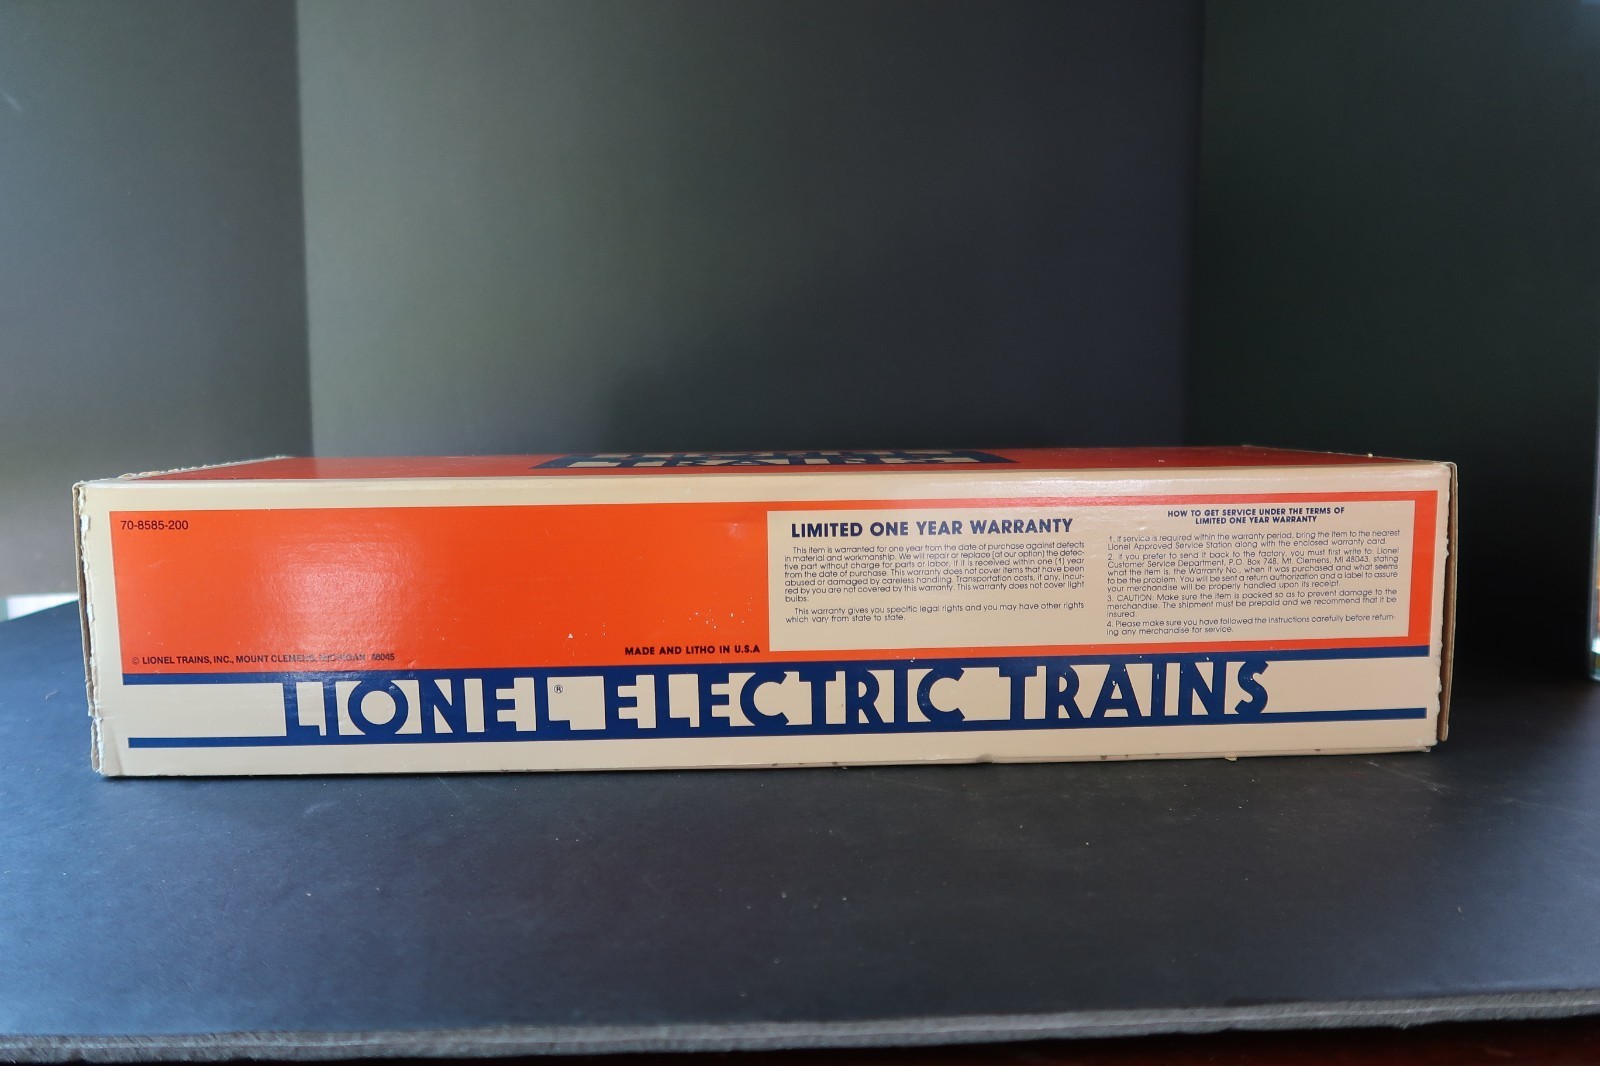 TRAINS
70-8585-200
LIMITED ONE YEAR WARRANTY
This item is warranted for one year from the date of purchase against defects
in material and workmanship. We will repair or replace (at our option) the defec-
tive part without charge for parts or labor, if it is received within one (1) year
from the date of purchase. This warranty does not cover items that have been
abused or damaged by careless handling. Transportation costs, if any, incur-
red by you are not covered by this warranty. This warranty does not cover light
bulbs.
This warranty gives you specific legal rights and you may have other rights
which vary from state to state.
HOW TO GET SERVICE UNDER THE TERMS OF
LIMITED ONE YEAR WARRANTY
1. If service is required within the warranty period, bring the item to the nearest
Lionel Approved Service Station along with the enclosed warranty card.
2. If you prefer to send it back to the factory, you must first write to: Lionel
Customer Service Department, P.O. Box 748, Mt. Clemens, MI 48043, stating
what the item is, the Warranty No., when it was purchased and what seems
to be the problem. You will be sent a return authorization and a label to assure
your merchandise will be properly handled upon its receipt.
3. CAUTION: Make sure the item is packed so as to prevent damage to the
merchandise. The shipment must be prepaid and we recommend that it be
insured.
4. Please make sure you have followed the instructions carefully before return-
ing any merchandise for service.
© LIONEL TRAINS, INC., MOUNT CLEMENS, MICHIGAN 48045
MADE AND LITHO IN U.S.A
LIONEL® ELECTRIC TRAINS